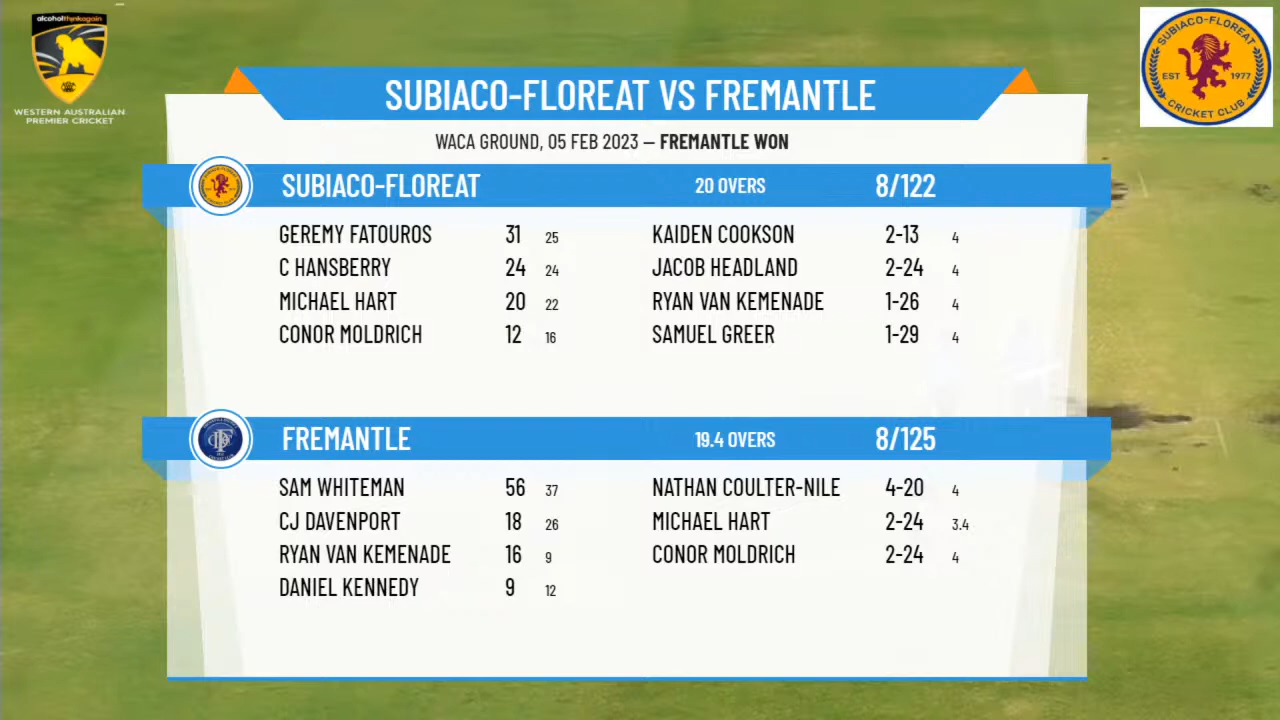 alcoholthinkagain
WESTERN AUSTRALIAN
PREMIER CRICKET
SUBIACO-FLOREAT
EST 1977
CRICKET CLUB
SUBIACO-FLOREAT VS FREMANTLE
WACA GROUND, 05 FEB 2023 – FREMANTLE WON
SUBIACO-FLOREAT 20 OVERS 8/122
GEREMY FATOUROS 31 25 KAIDEN COOKSON 2-13 4
C HANSBERRY 24 24 JACOB HEADLAND 2-24 4
MICHAEL HART 20 22 RYAN VAN KEMENADE 1-26 4
CONOR MOLDRICH 12 16 SAMUEL GREER 1-29 4
FREMANTLE 19.4 OVERS 8/125
SAM WHITEMAN 56 37 NATHAN COULTER-NILE 4-20 4
CJ DAVENPORT 18 26 MICHAEL HART 2-24 3.4
RYAN VAN KEMENADE 16 9 CONOR MOLDRICH 2-24 4
DANIEL KENNEDY 9 12